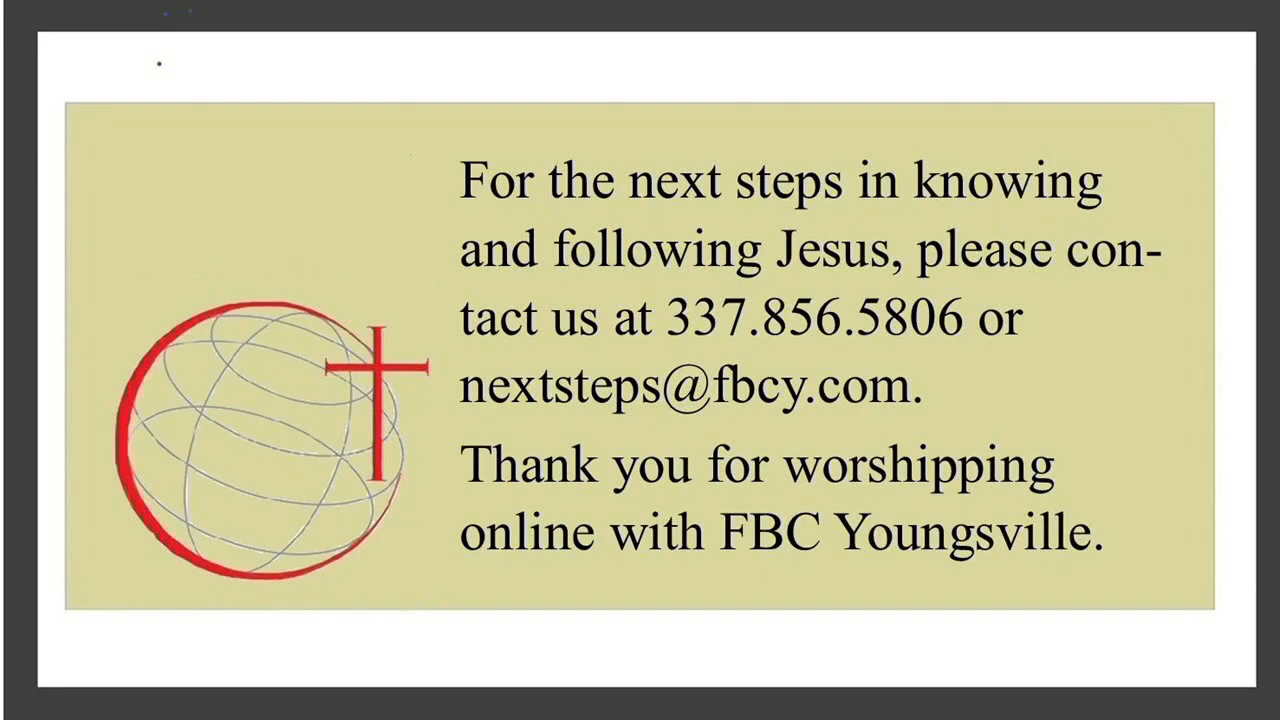 For the next steps in knowing
and following Jesus, please con-
tact us at 337.856.5806 or
nextsteps@fbcy.com.
Thank you for worshipping
online with FBC Youngsville.